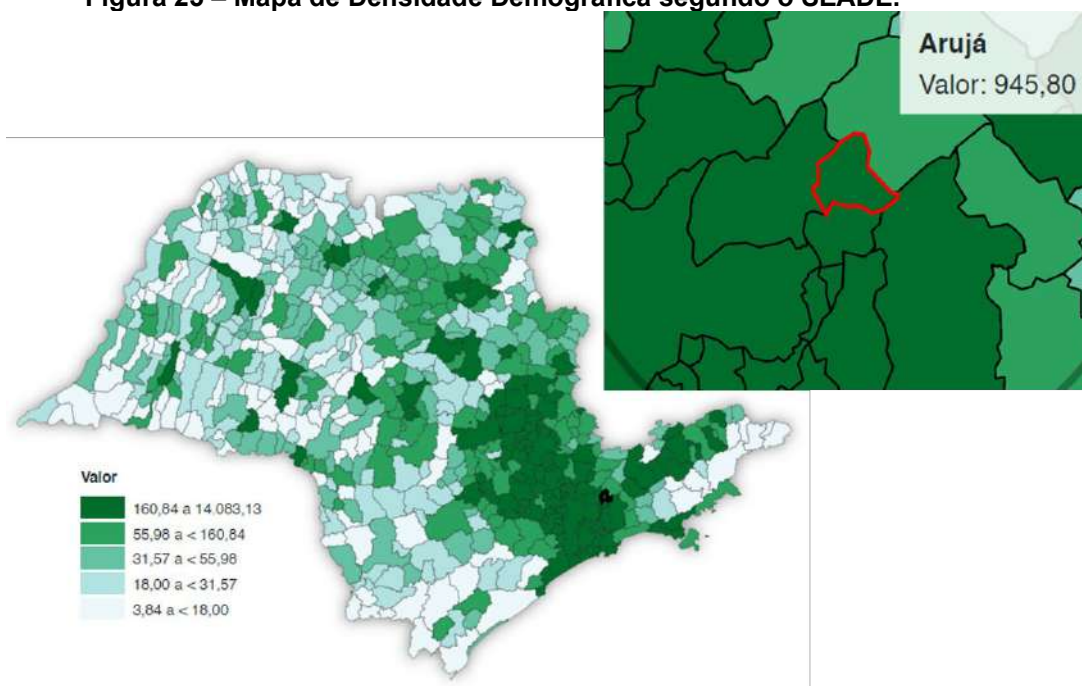 Figura 25 – Mapa de Densidade Demográfica segundo o SEADE.
Arujá
Valor: 945,80
Valor
160,84 a 14.083,13
55,98 a < 160,84
31,57 a < 55,98
18,00 a < 31,57
3,84 a < 18,00